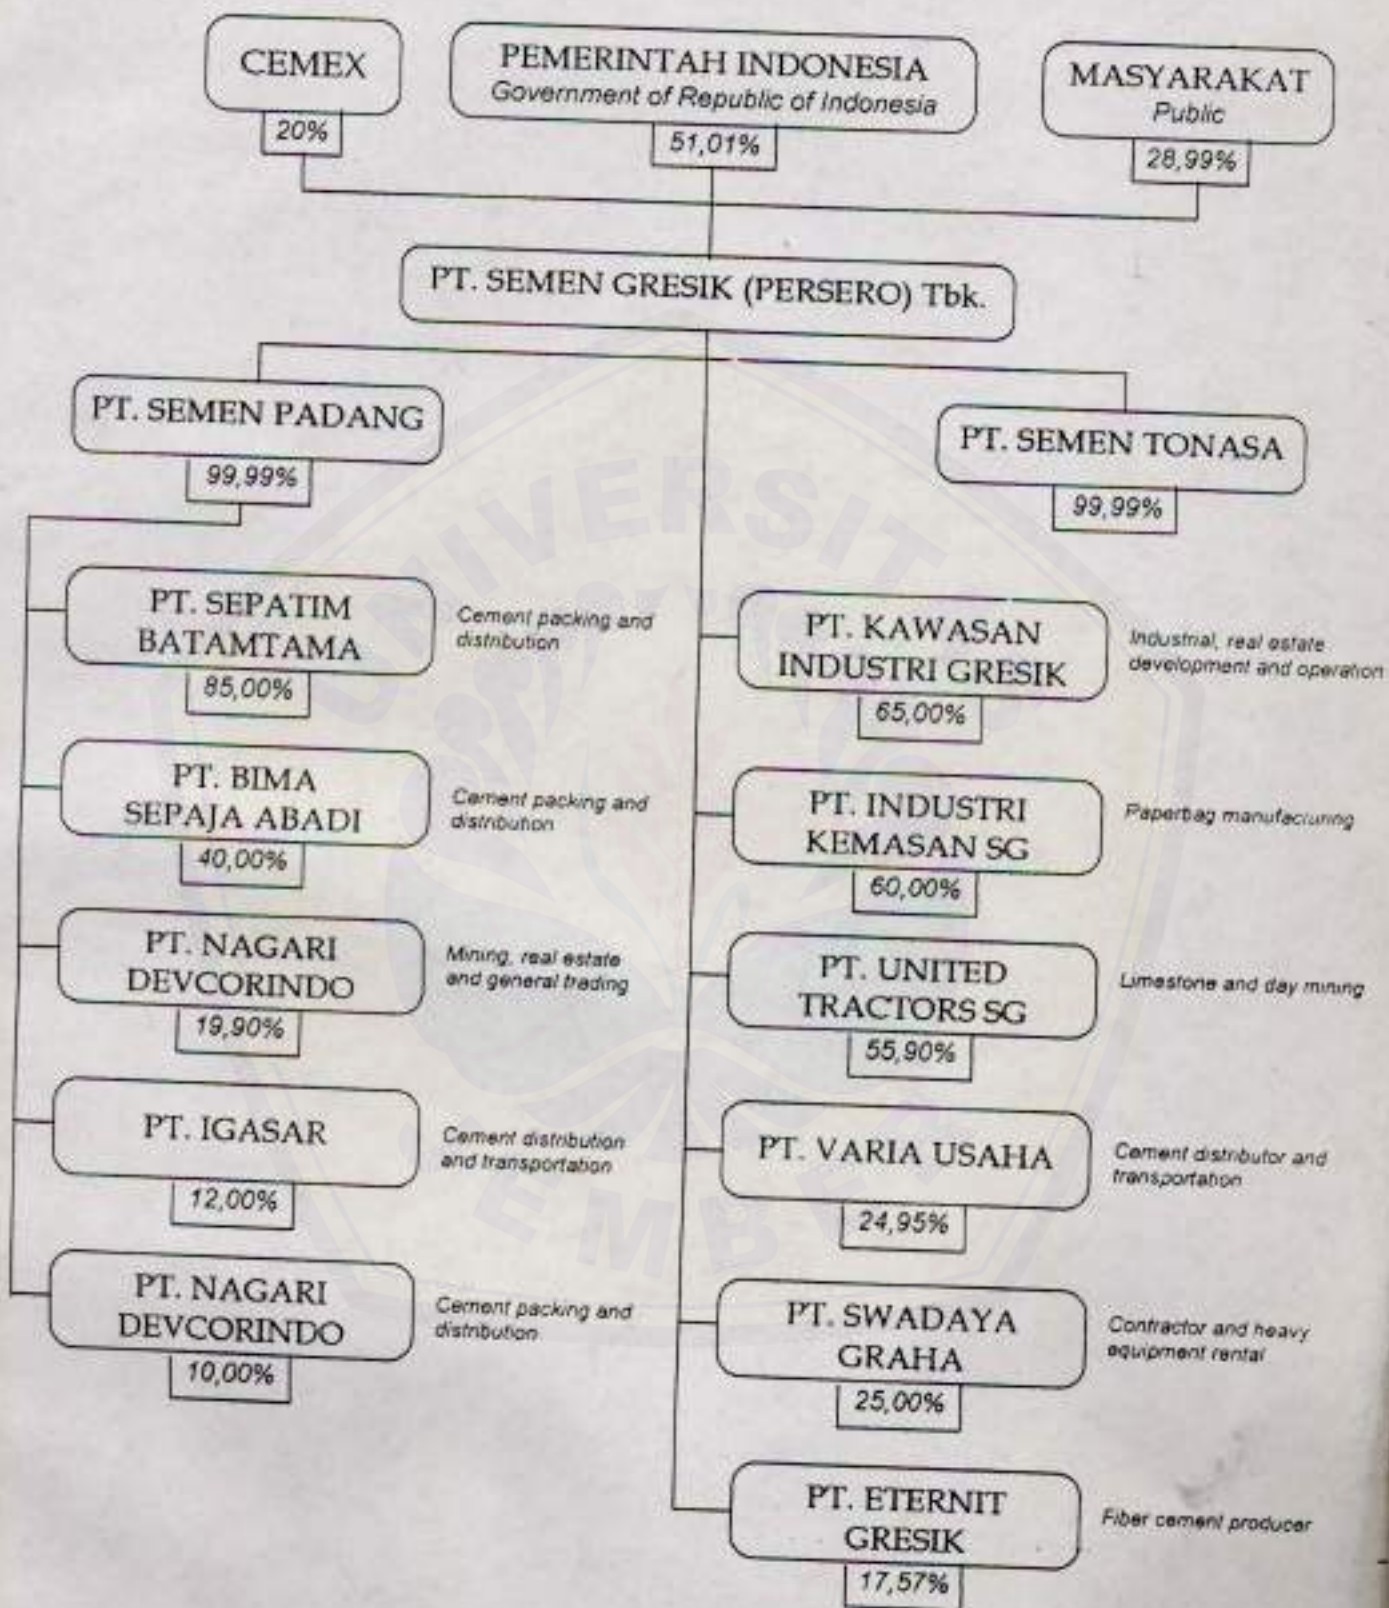 CEMEX
20%
PEMERINTAH INDONESIA
Government of Republic of Indonesia
51,01%
MASYARAKAT
Public
28,99%
PT. SEMEN GRESIK (PERSERO) Tbk.
PT. SEMEN PADANG
99,99%
PT. SEMEN TONASA
99,99%
PT. SEPATIM
BATAMTAMA
85,00%
Cement packing and
distribution
PT. BIMA
SEPAJA ABADI
40,00%
Cement packing and
distribution
PT. NAGARI
DEVCORINDO
19,90%
Mining, real estate
and general trading
PT. IGASAR
12,00%
Cement distribution
and transportation
PT. NAGARI
DEVCORINDO
10,00%
Cement packing and
distribution
PT. KAWASAN
INDUSTRI GRESIK
65,00%
Industrial, real estate
development and operation
PT. INDUSTRI
KEMASAN SG
60,00%
Paperbag manufacturing
PT. UNITED
TRACTORS SG
55,90%
Limestone and day mining
PT. VARIA USAHA
24,95%
Cement distributor and
transportation
PT. SWADAYA
GRAHA
25,00%
Contractor and heavy
equipment rental
PT. ETERNIT
GRESIK
17,57%
Fiber cement producer
UNIVERSITAS
JEMBER